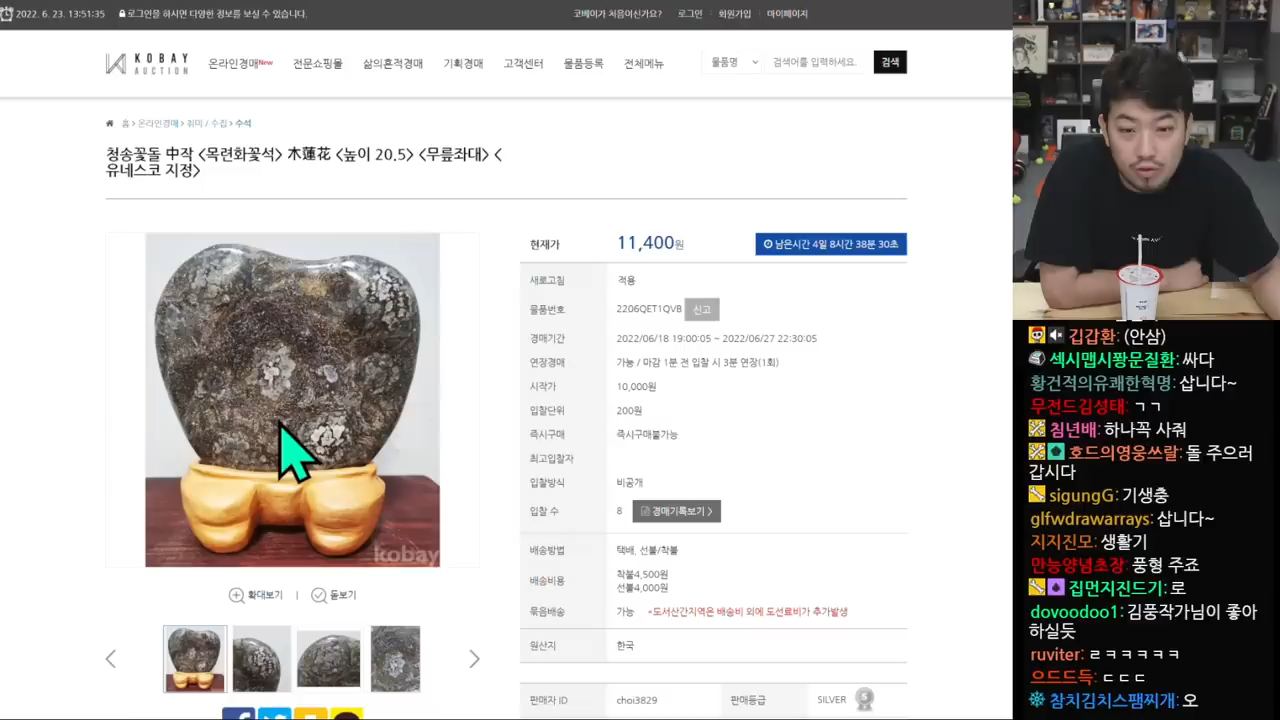 2022. 6. 23. 13:51:35 로그인을 하시면 다양한 정보를 보실 수 있습니다.
코베이가 처음이신가요? 로그인 회원가입 마이페이지
KOBAY
AUCTION
온라인경매New 전문쇼핑몰 삶의흔적경매 기획경매 고객센터 물품등록 전체메뉴
물품명 검색어를 입력하세요. 검색
홈 > 온라인경매 > 취미 / 수집 > 수석
청송꽃돌 中작 <목련화꽃석> 木蓮花 <높이 20.5> <무릎좌대> <
유네스코 지정>
현재가 11,400원 남은시간 4일 8시간 38분 30초
새로고침 적용
물품번호 2206QET1QVB 신고
경매기간 2022/06/18 19:00:05 ~ 2022/06/27 22:30:05
연장경매 가능 / 마감 1분 전 입찰 시 3분 연장(1회)
시작가 10,000원
입찰단위 200원
즉시구매 즉시구매불가능
최고입찰자
입찰방식 비공개
입찰 수 8 경매기록보기 >
배송방법 택배, 선불/착불
배송비용 착불4,500원
선불4,000원
묶음배송 가능 *도서산간지역은 배송비 외에 도선료비가 추가발생
원산지 한국
판매자 ID choi3829 판매등급 SILVER
kobay
확대보기 | 돋보기
김갑환: (안삼)
섹시맵시쫭문질환: 싸다
황건적의유쾌한혁명: 삽니다~
무전드김성태: ㄱㄱ
침년배: 하나꼭 사줘
호드의영웅쓰랄: 돌 주으러
갑시다
sigungG: 기생충
glfwdrawarrays: 삽니다~
지지진모: 생활기
만능양념초장: 풍형 주죠
집먼지진드기: 로
dovoodoo1: 김풍작가님이 좋아
하실듯
ruviter: ㄹㅋㅋㅋㅋㅋ
으드드득: ㄷㄷㄷ
참치김치스팸찌개: 오